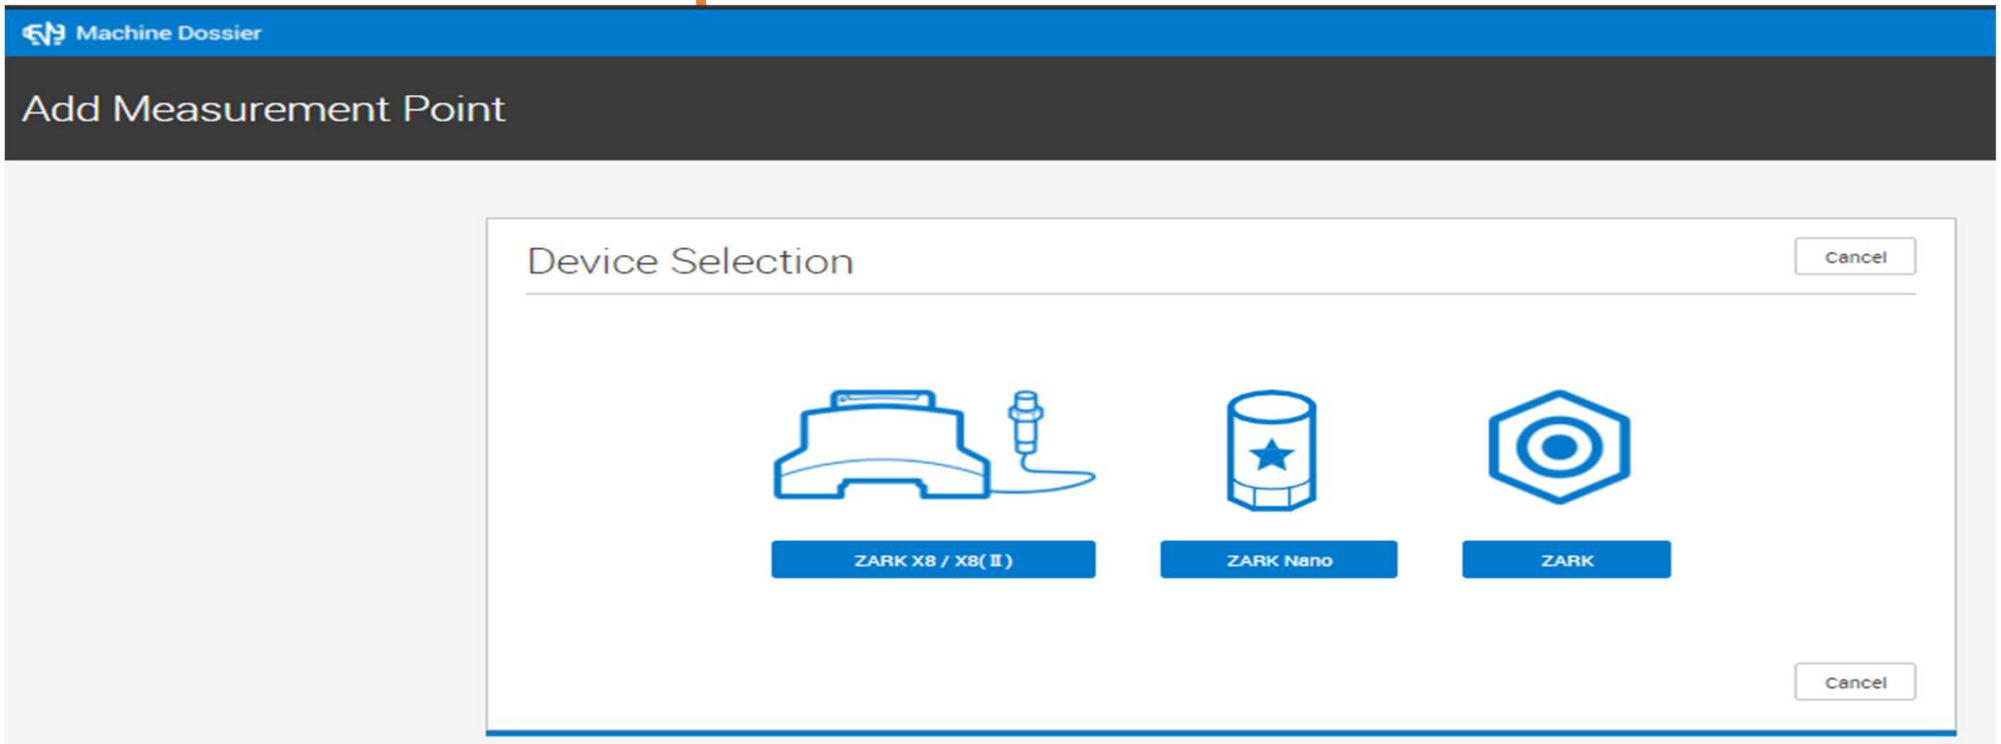 Machine Dossier
Add Measurement Point
Device Selection
Cancel
ZARK X8 / X8(Ⅱ)
ZARK Nano
ZARK
Cancel